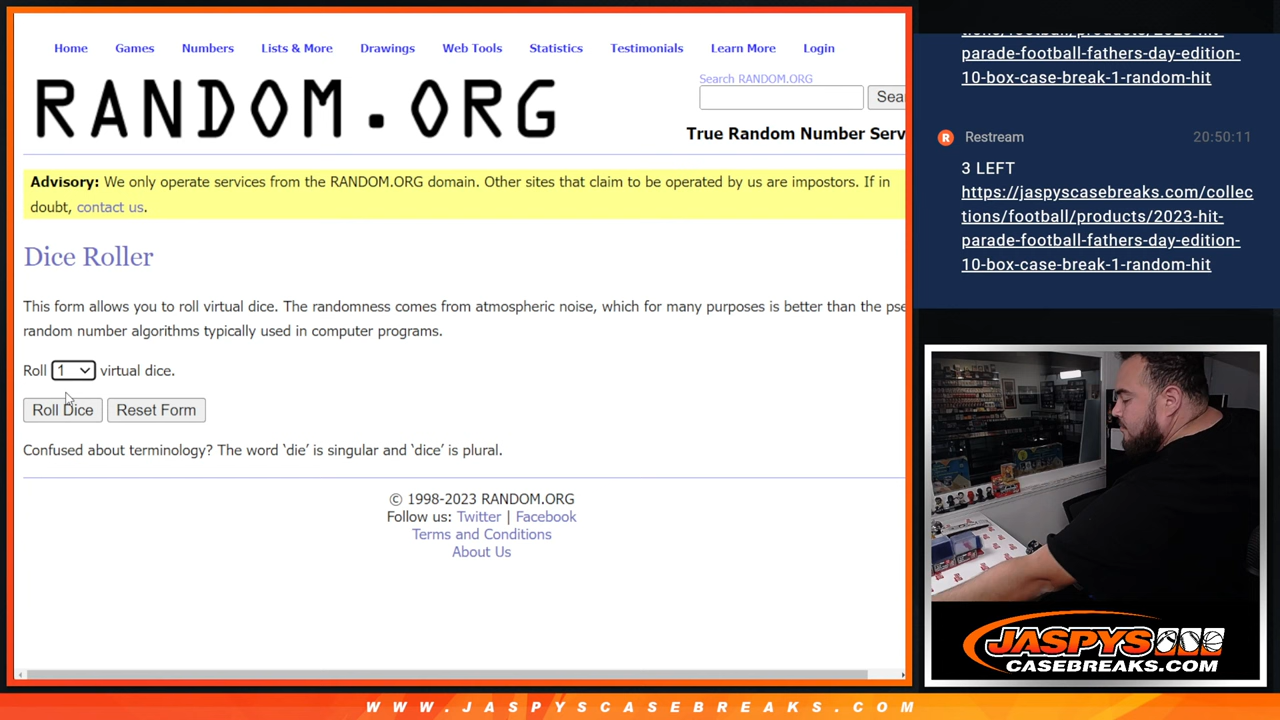 Home Games Numbers Lists & More Drawings Web Tools Statistics Testimonials Learn More Login
RANDOM.ORG
Search RANDOM.ORG
Sea
True Random Number Serv
Advisory: We only operate services from the RANDOM.ORG domain. Other sites that claim to be operated by us are impostors. If in
doubt, contact us.
Dice Roller
This form allows you to roll virtual dice. The randomness comes from atmospheric noise, which for many purposes is better than the pse
random number algorithms typically used in computer programs.
Roll 1 virtual dice.
Roll Dice Reset Form
Confused about terminology? The word ‘die’ is singular and ‘dice’ is plural.
© 1998-2023 RANDOM.ORG
Follow us: Twitter | Facebook
Terms and Conditions
About Us
parade-football-fathers-day-edition-
10-box-case-break-1-random-hit
R Restream 20:50:11
3 LEFT
https://jaspyscasebreaks.com/collec
tions/football/products/2023-hit-
parade-football-fathers-day-edition-
10-box-case-break-1-random-hit
JASPYS
CASEBREAKS.COM
WWW.JASPYSCASEBREAKS.COM